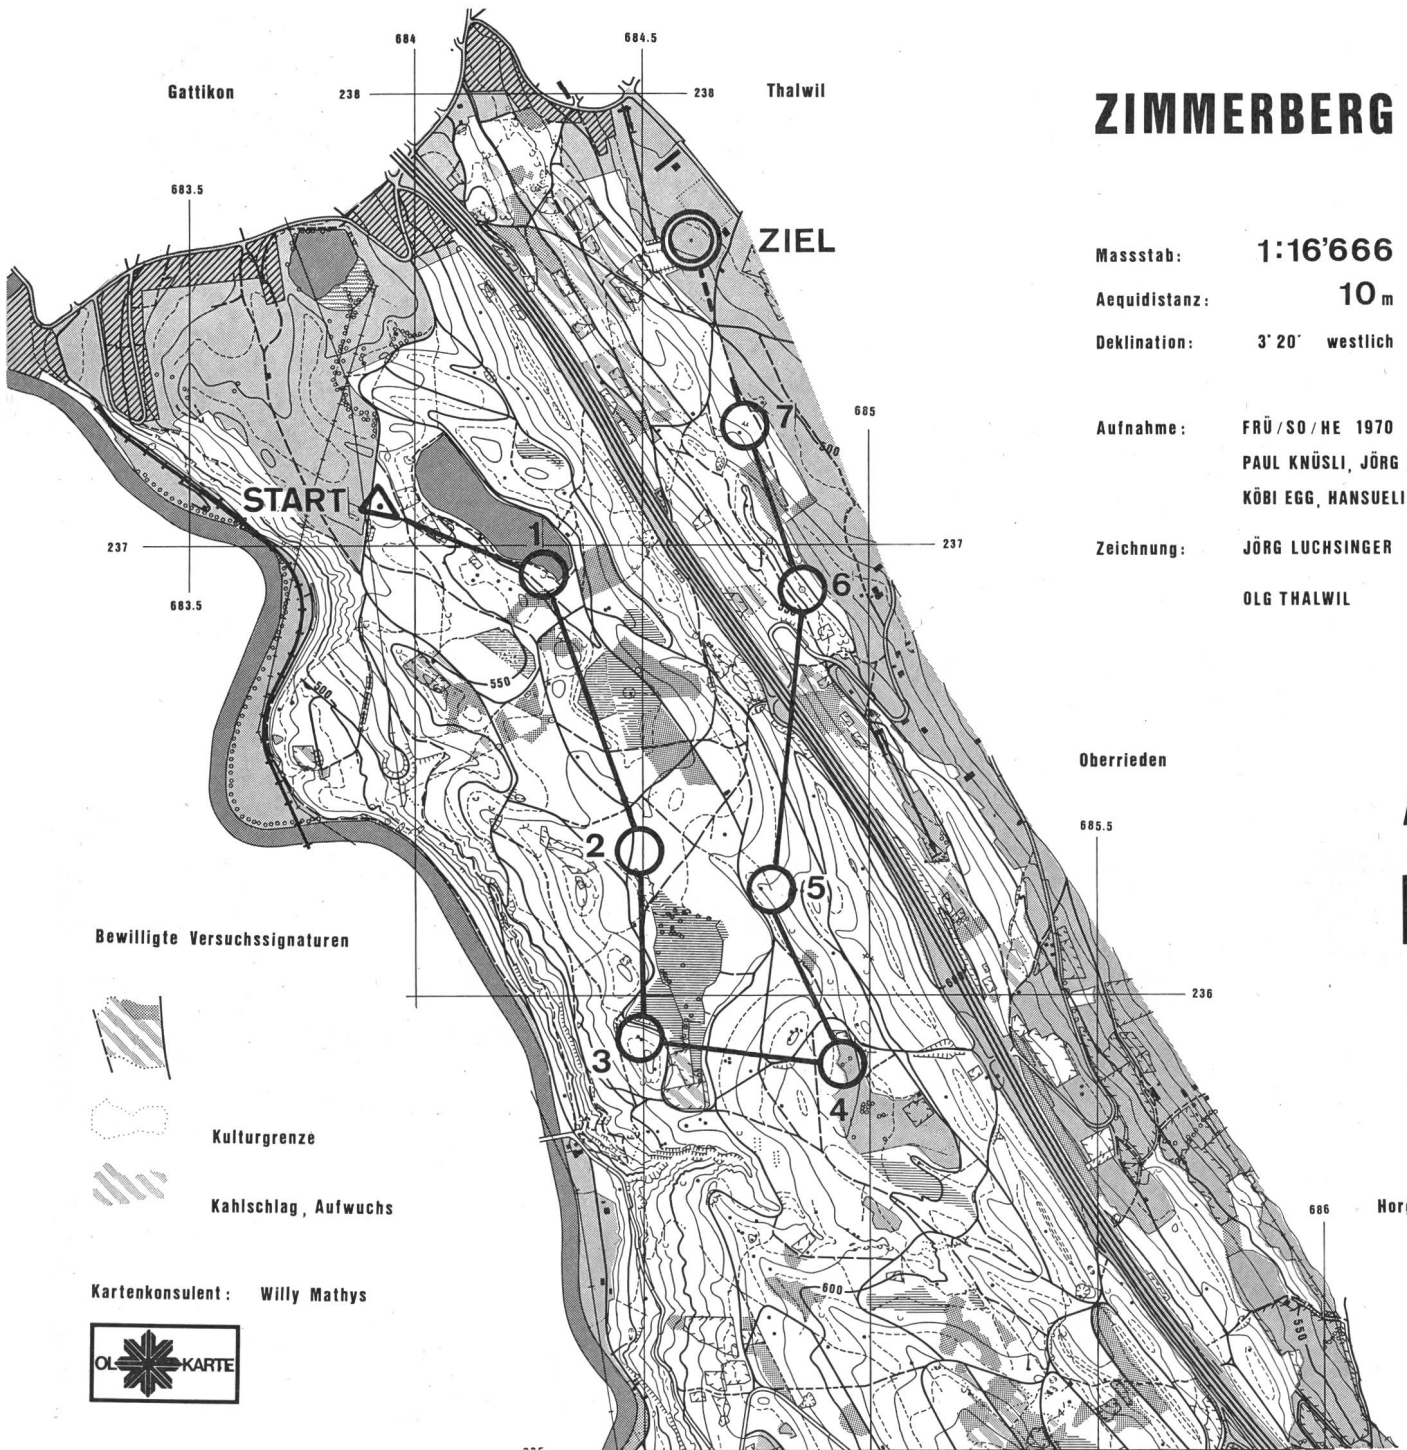 684
684.5
Gattikon
238
238
Thalwil
ZIMMERBERG
683.5
ZIEL
Massstab: 1:16'666
Aequidistanz: 10 m
Deklination: 3° 20' westlich
7
685
Aufnahme: FRÜ/SO/HE 1970
500
PAUL KNÜSLI, JÖRG
START
KÖBI EGG, HANSUELI
1
237
237
Zeichnung: JÖRG LUCHSINGER
6
683.5
OLG THALWIL
550
500
Oberrieden
685.5
2
5
Bewilligte Versuchssignaturen
236
3
4
Kulturgrenze
Kahlschlag, Aufwuchs
686
600
Kartenkonsulent: Willy Mathys
550
OL KARTE